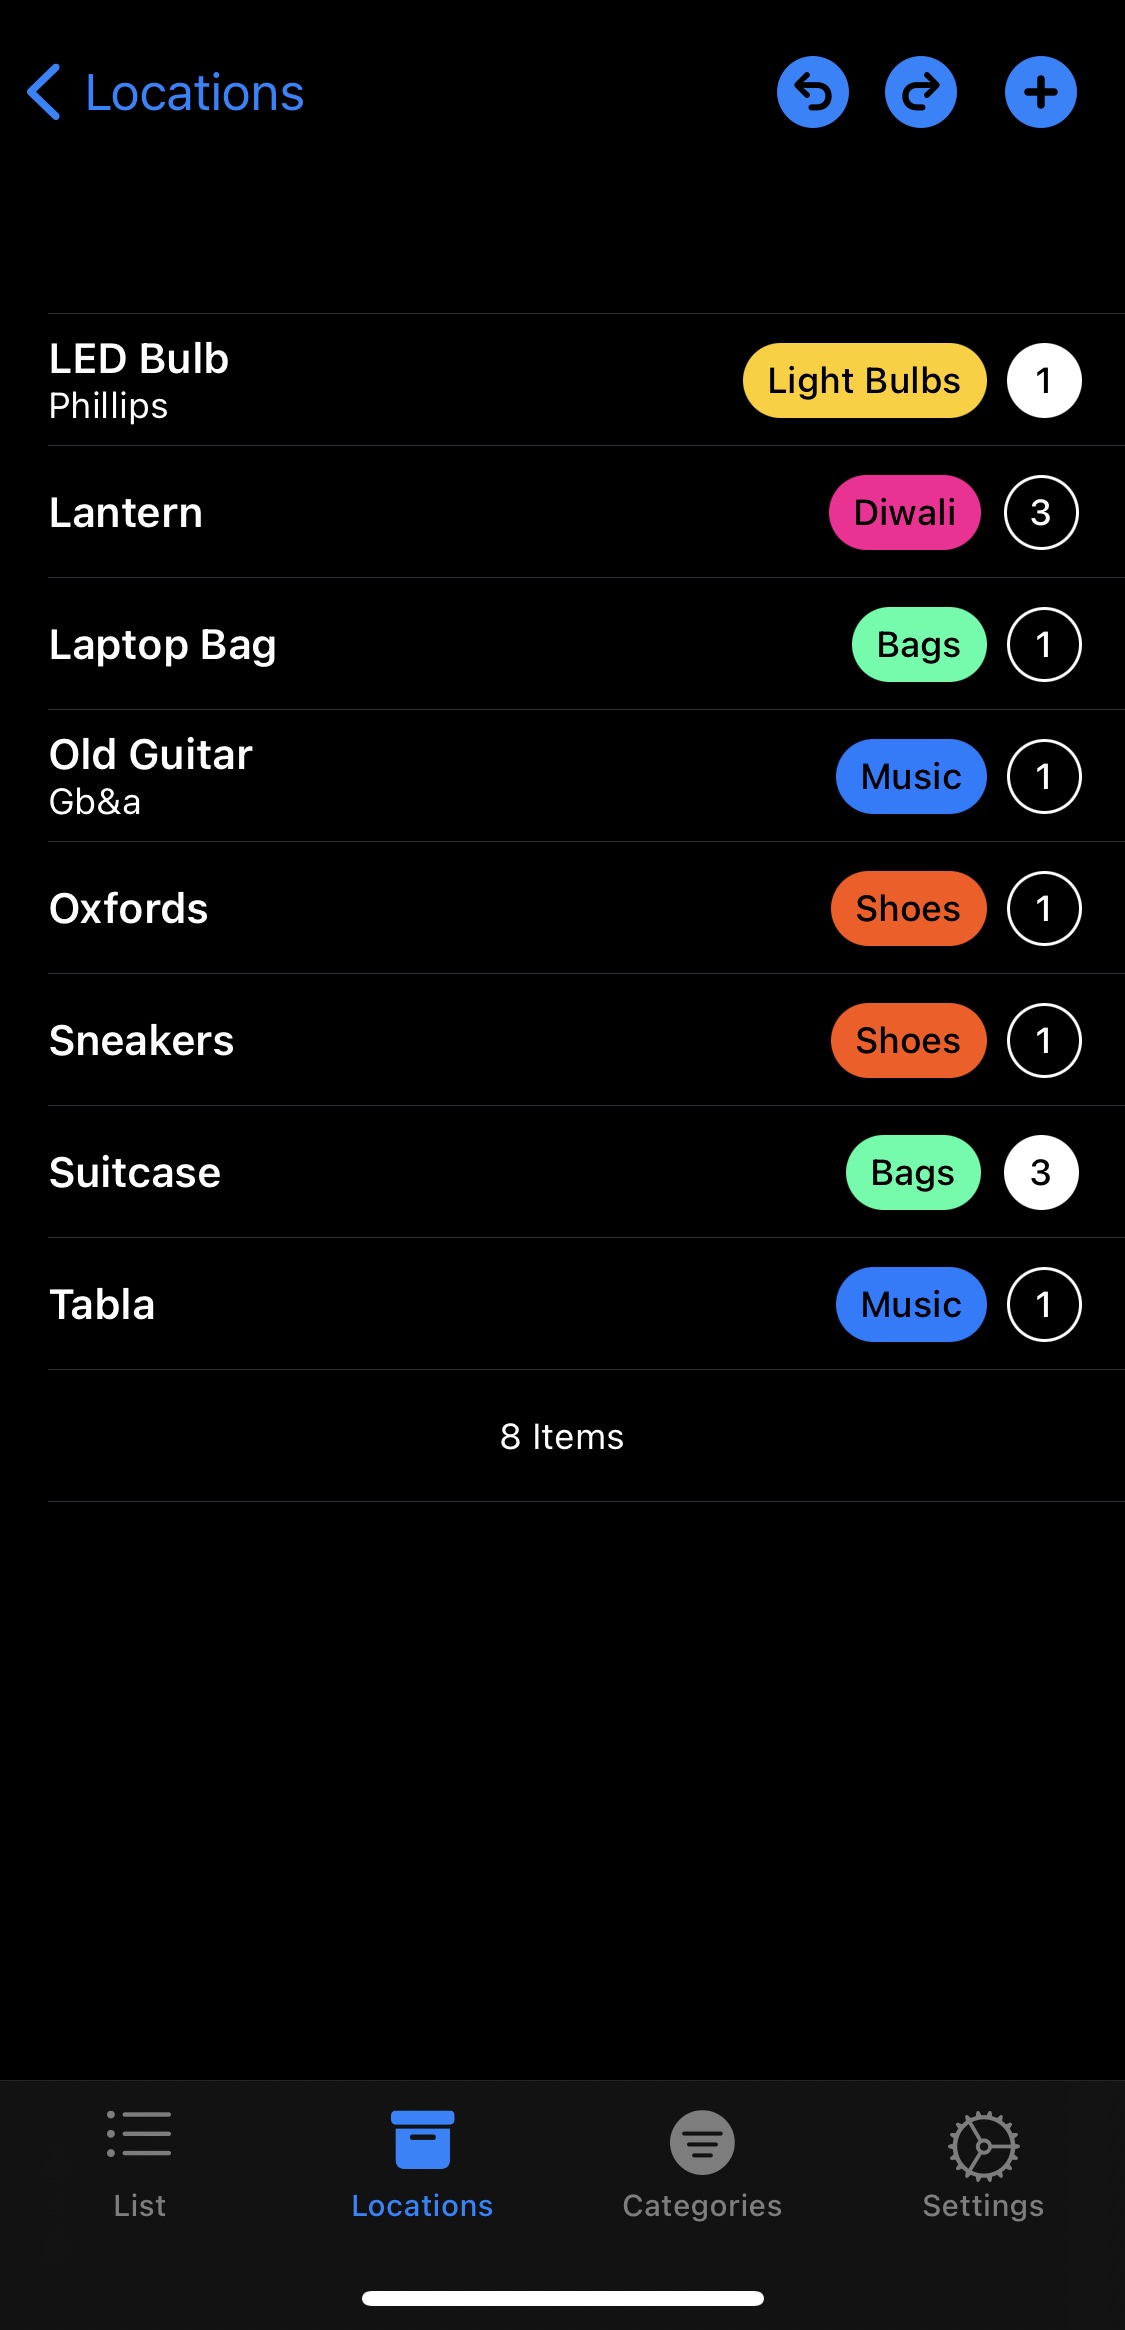 Locations
LED Bulb
Phillips
Light Bulbs 1
Lantern Diwali 3
Laptop Bag Bags 1
Old Guitar
Gb&a
Music 1
Oxfords Shoes 1
Sneakers Shoes 1
Suitcase Bags 3
Tabla Music 1
8 Items
List Locations Categories Settings